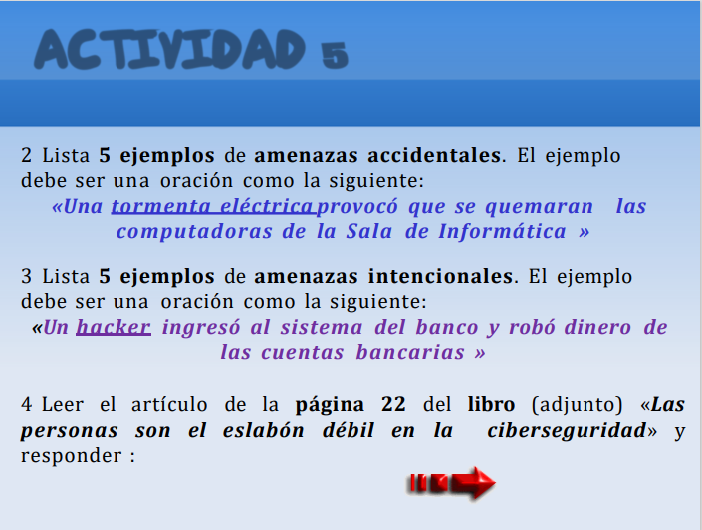 ACTIVIDAD 5
2 Lista 5 ejemplos de amenazas accidentales. El ejemplo
debe ser una oración como la siguiente:
«Una tormenta eléctrica provocó que se quemaran las
computadoras de la Sala de Informática »
3 Lista 5 ejemplos de amenazas intencionales. El ejemplo
debe ser una oración como la siguiente:
«Un hacker ingresó al sistema del banco y robó dinero de
las cuentas bancarias »
4 Leer el artículo de la página 22 del libro (adjunto) «Las
personas son el eslabón débil en la ciberseguridad» y
responder :